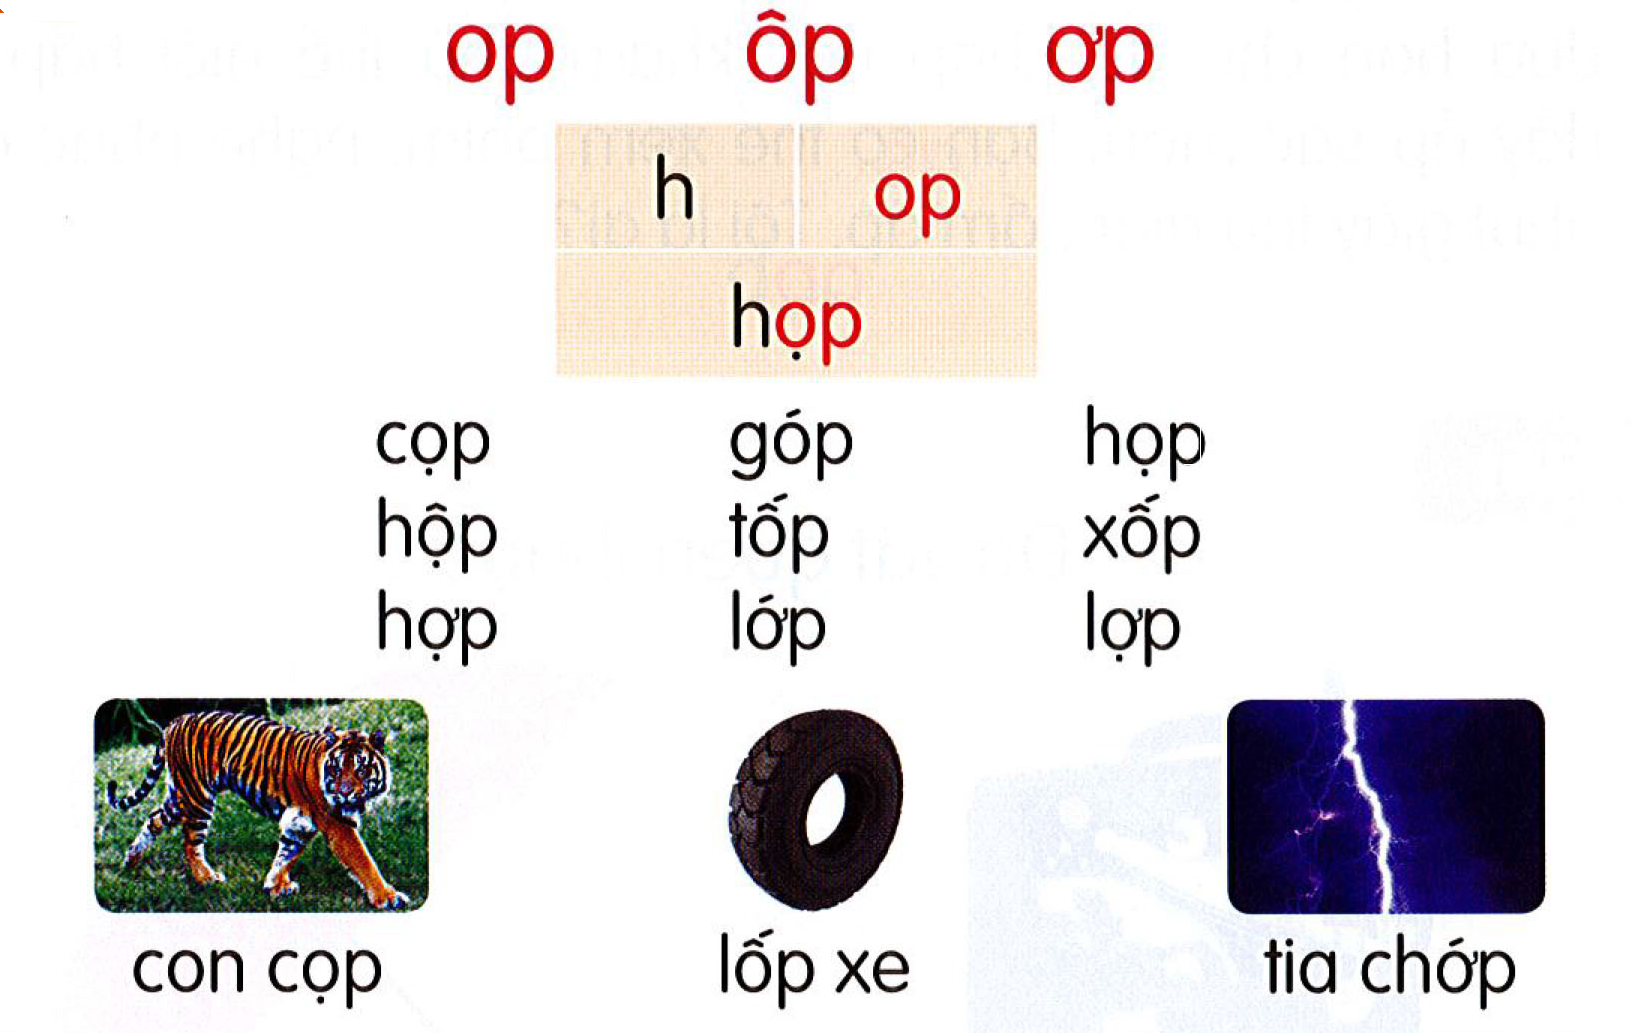 op ôp ơp
h op
họp
cọp góp họp
hộp tốp xốp
hợp lớp lợp
con cọp lốp xe tia chớp